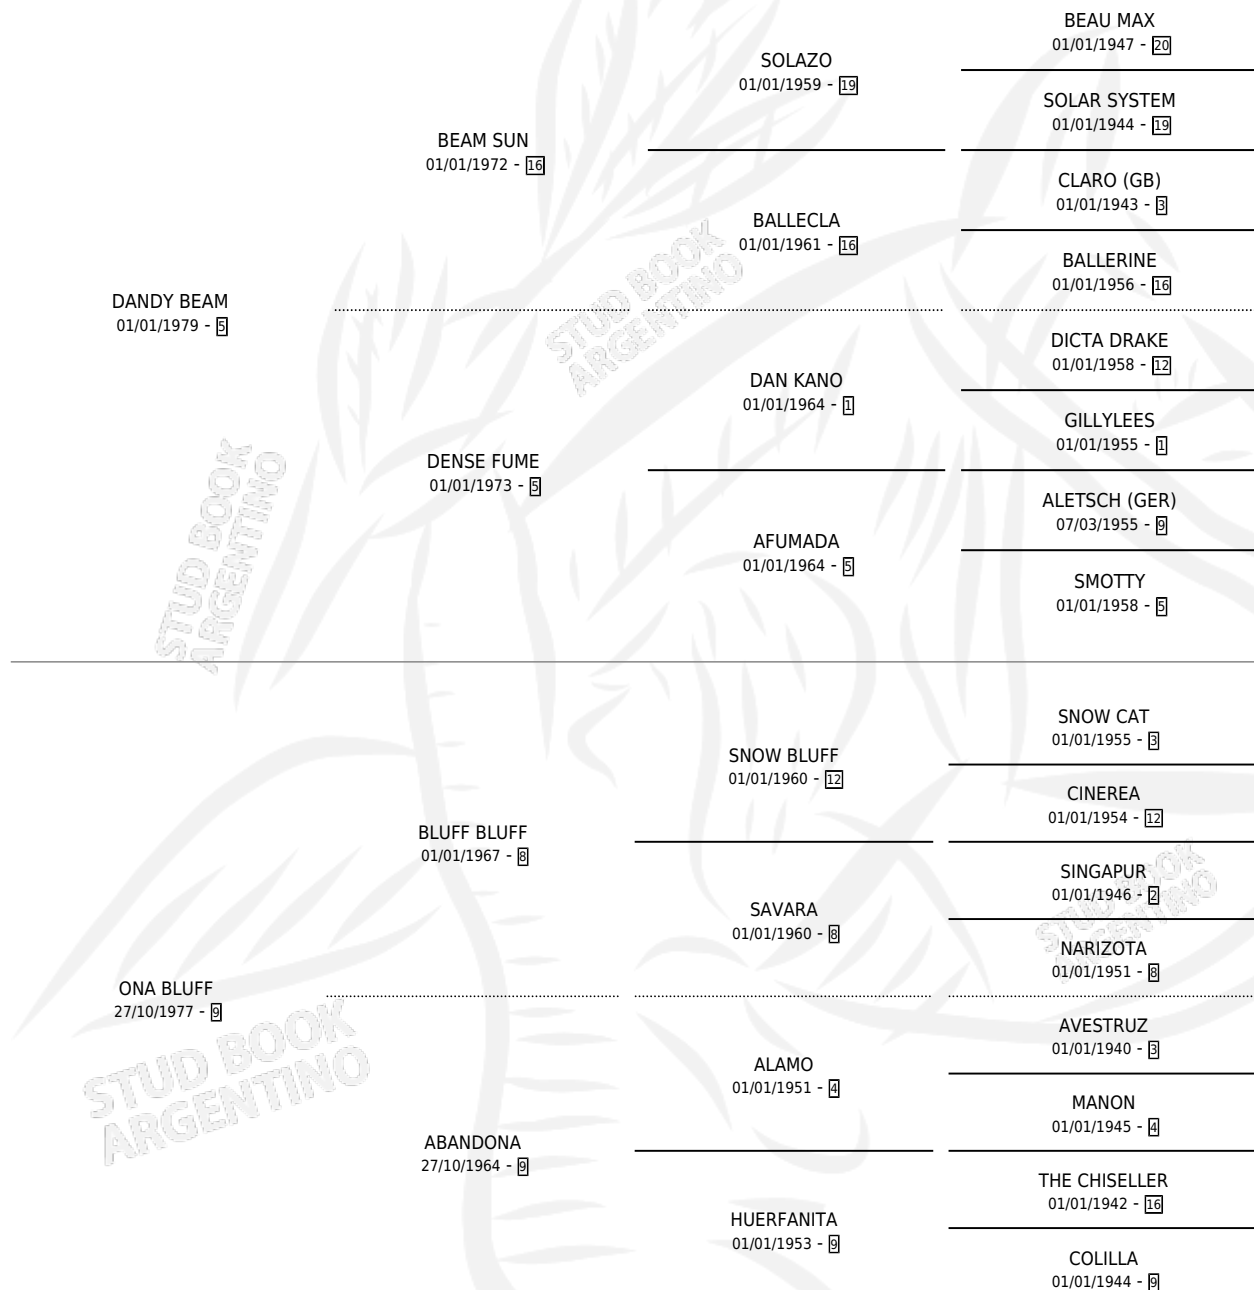 BEAU MAX
01/01/1947 - 20
SOLAZO
01/01/1959 - 19
SOLAR SYSTEM
01/01/1944 - 19
BEAM SUN
01/01/1972 - 16
CLARO (GB)
01/01/1943 - 3
BALLECLA
01/01/1961 - 16
BALLERINE
01/01/1956 - 16
DANDY BEAM
01/01/1979 - 5
DICTA DRAKE
01/01/1958 - 12
DAN KANO
01/01/1964 - 1
GILLYLEES
01/01/1955 - 1
DENSE FUME
01/01/1973 - 5
ALETSCH (GER)
07/03/1955 - 9
AFUMADA
01/01/1964 - 5
SMOTTY
01/01/1958 - 5
SNOW CAT
01/01/1955 - 3
SNOW BLUFF
01/01/1960 - 12
CINEREA
01/01/1954 - 12
BLUFF BLUFF
01/01/1967 - 8
SINGAPUR
01/01/1946 - 2
SAVARA
01/01/1960 - 8
NARIZOTA
01/01/1951 - 8
ONA BLUFF
27/10/1977 - 9
AVESTRUZ
01/01/1940 - 3
ALAMO
01/01/1951 - 4
MANON
01/01/1945 - 4
ABANDONA
27/10/1964 - 9
THE CHISELLER
01/01/1942 - 16
HUERFANITA
01/01/1953 - 9
COLILLA
01/01/1944 - 9
STUD BOOK
ARGENTINO
STUD BOOK
ARGENTINO
STUD BOOK
ARGENTINO
STUD BOOK
ARGENTINO